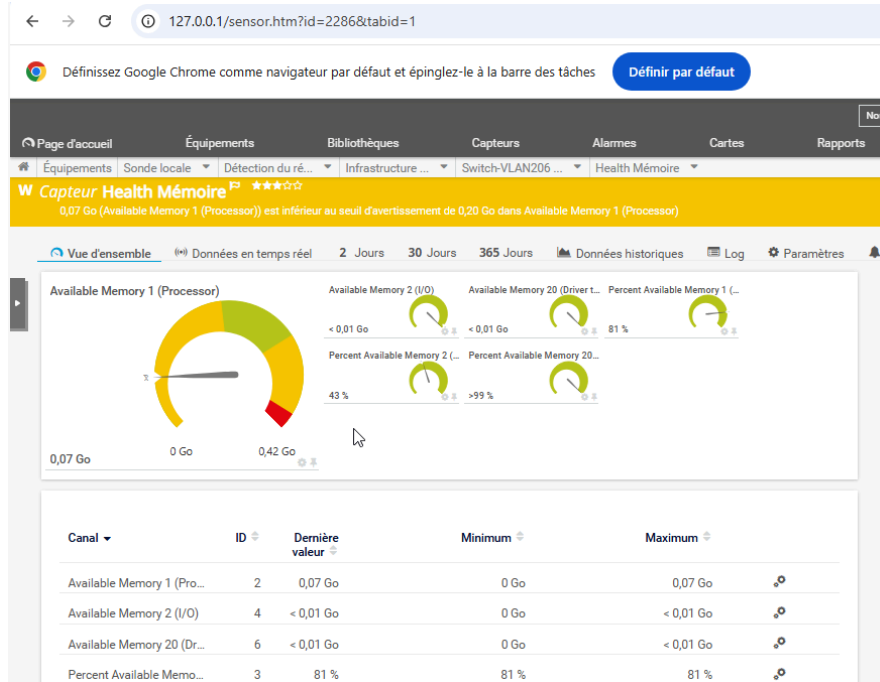 127.0.0.1/sensor.htm?id=2286&tabid=1
Définissez Google Chrome comme navigateur par défaut et épinglez-le à la barre des tâches
Définir par défaut
Page d'accueil
Équipements
Bibliothèques
Capteurs
Alarmes
Cartes
Rapports
Équipements
Sonde locale
Détection du ré...
Infrastructure ...
Switch-VLAN206 ...
Health Mémoire
W Capteur Health Mémoire
0,07 Go (Available Memory 1 (Processor)) est inférieur au seuil d'avertissement de 0,20 Go dans Available Memory 1 (Processor)
Vue d'ensemble
Données en temps réel
2 Jours
30 Jours
365 Jours
Données historiques
Log
Paramètres
Available Memory 1 (Processor)
0,07 Go
0 Go
0,42 Go
Available Memory 2 (I/O)
< 0,01 Go
Available Memory 20 (Driver t...
< 0,01 Go
Percent Available Memory 1 (...
81 %
Percent Available Memory 2 (...
43 %
Percent Available Memory 20...
>99 %
Canal ID Dernière valeur Minimum Maximum
Available Memory 1 (Pro... 2 0,07 Go 0 Go 0,07 Go
Available Memory 2 (I/O) 4 < 0,01 Go 0 Go < 0,01 Go
Available Memory 20 (Dr... 6 < 0,01 Go 0 Go < 0,01 Go
Percent Available Memo... 3 81 % 81 % 81 %